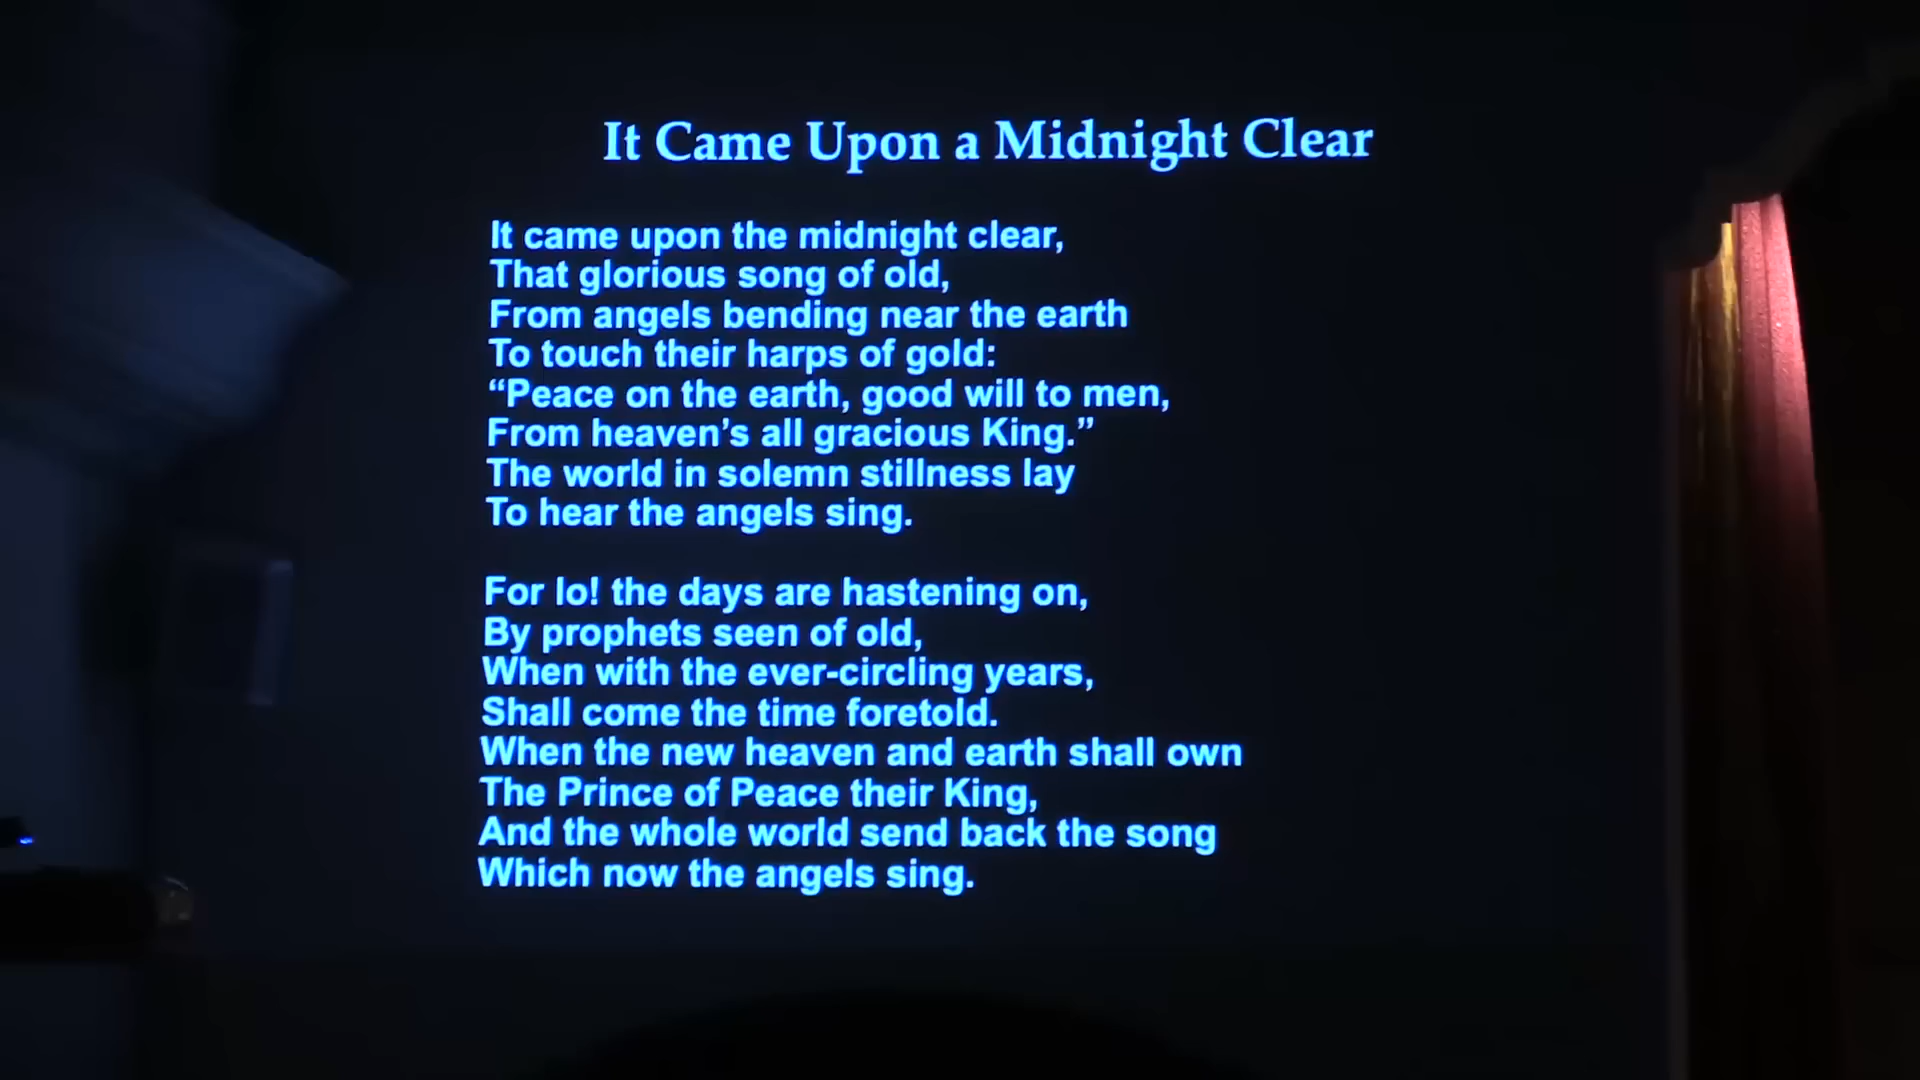 It Came Upon a Midnight Clear
It came upon the midnight clear,
That glorious song of old,
From angels bending near the earth
To touch their harps of gold:
“Peace on the earth, good will to men,
From heaven’s all gracious King.”
The world in solemn stillness lay
To hear the angels sing.
For lo! the days are hastening on,
By prophets seen of old,
When with the ever-circling years,
Shall come the time foretold.
When the new heaven and earth shall own
The Prince of Peace their King,
And the whole world send back the song
Which now the angels sing.